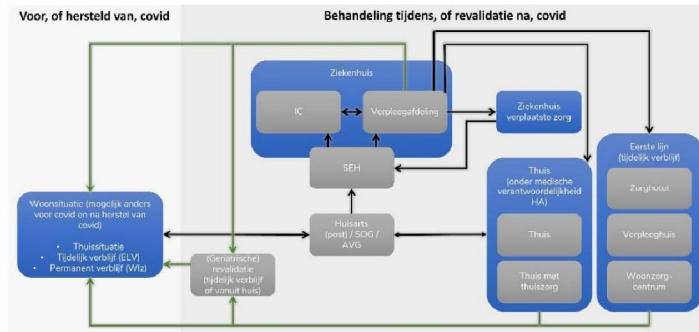 Voor, of hersteld van, covid
Behandeling tijdens, of revalidatie na, covid
Ziekenhuis
IC
Verpleegafdeling
Ziekenhuis
verplaatste zorg
SEH
Eerste lijn
(tijdelijk verblijf)
Zorghotel
Verpleeghuis
Woonzorg-
centrum
Thuis
(onder medische
verantwoordelijkheid
HA)
Thuis
Thuis met
thuiszorg
Huisarts
(post) / SOG /
AVG
Woonsituatie (mogelijk anders
voor covid en na herstel van
covid)
• Thuissituatie
• Tijdelijk verblijf (ELV)
• Permanent verblijf (Wlz)
(Geriatrische)
revalidatie
(tijdelijk verblijf
of vanuit huis)